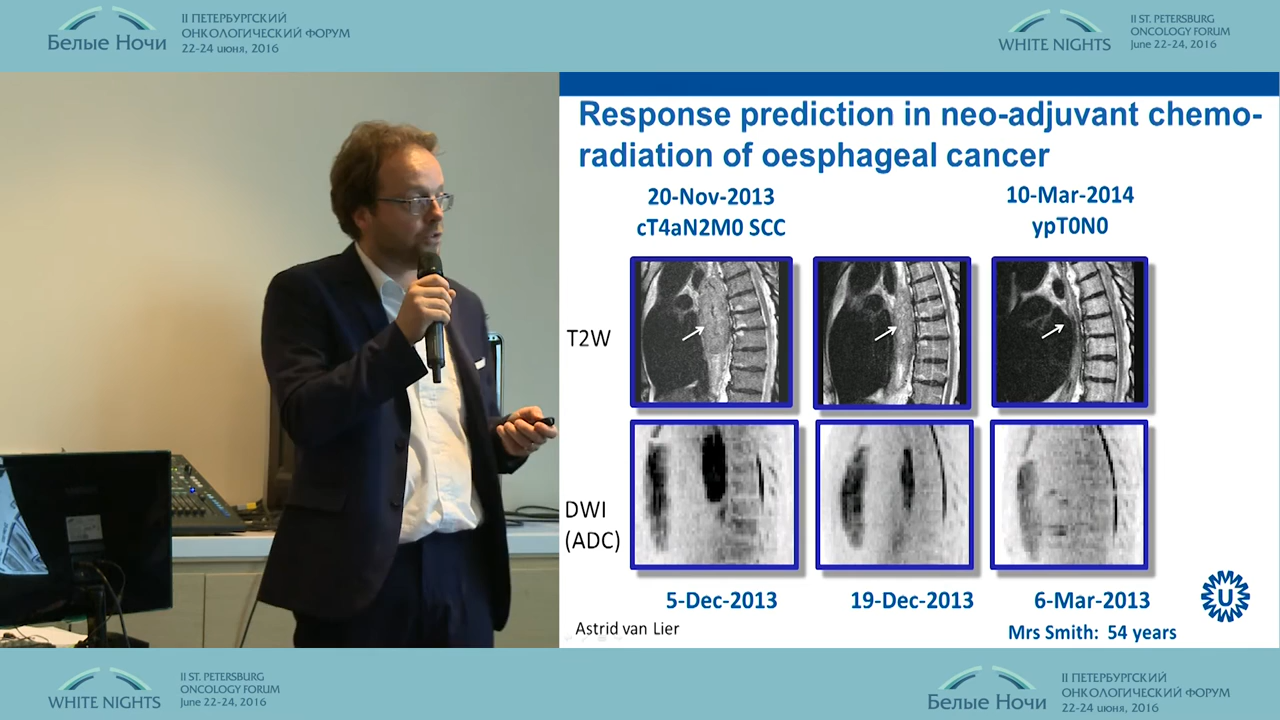 Белые Ночи
II ПЕТЕРБУРГСКИЙ
ОНКОЛОГИЧЕСКИЙ ФОРУМ
22-24 июня, 2016
WHITE NIGHTS
II ST. PETERSBURG
ONCOLOGY FORUM
June 22-24, 2016
Response prediction in neo-adjuvant chemo-
radiation of oesphageal cancer
20-Nov-2013
cT4aN2M0 SCC
10-Mar-2014
ypT0N0
T2W
DWI
(ADC)
5-Dec-2013
19-Dec-2013
6-Mar-2013
U
Astrid van Lier
Mrs Smith: 54 years
WHITE NIGHTS
II ST. PETERSBURG
ONCOLOGY FORUM
June 22-24, 2016
Белые Ночи
II ПЕТЕРБУРГСКИЙ
ОНКОЛОГИЧЕСКИЙ ФОРУМ
22-24 июня, 2016